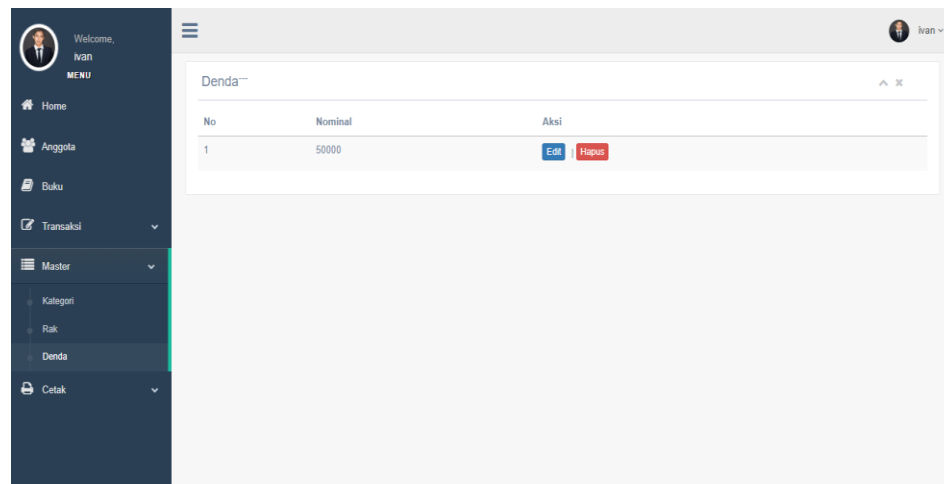 Welcome,
ivan
MENU
Home
Anggota
Buku
Transaksi
Master
Kategori
Rak
Denda
Cetak
ivan
Denda
No Nominal Aksi
1 50000 Edit | Hapus